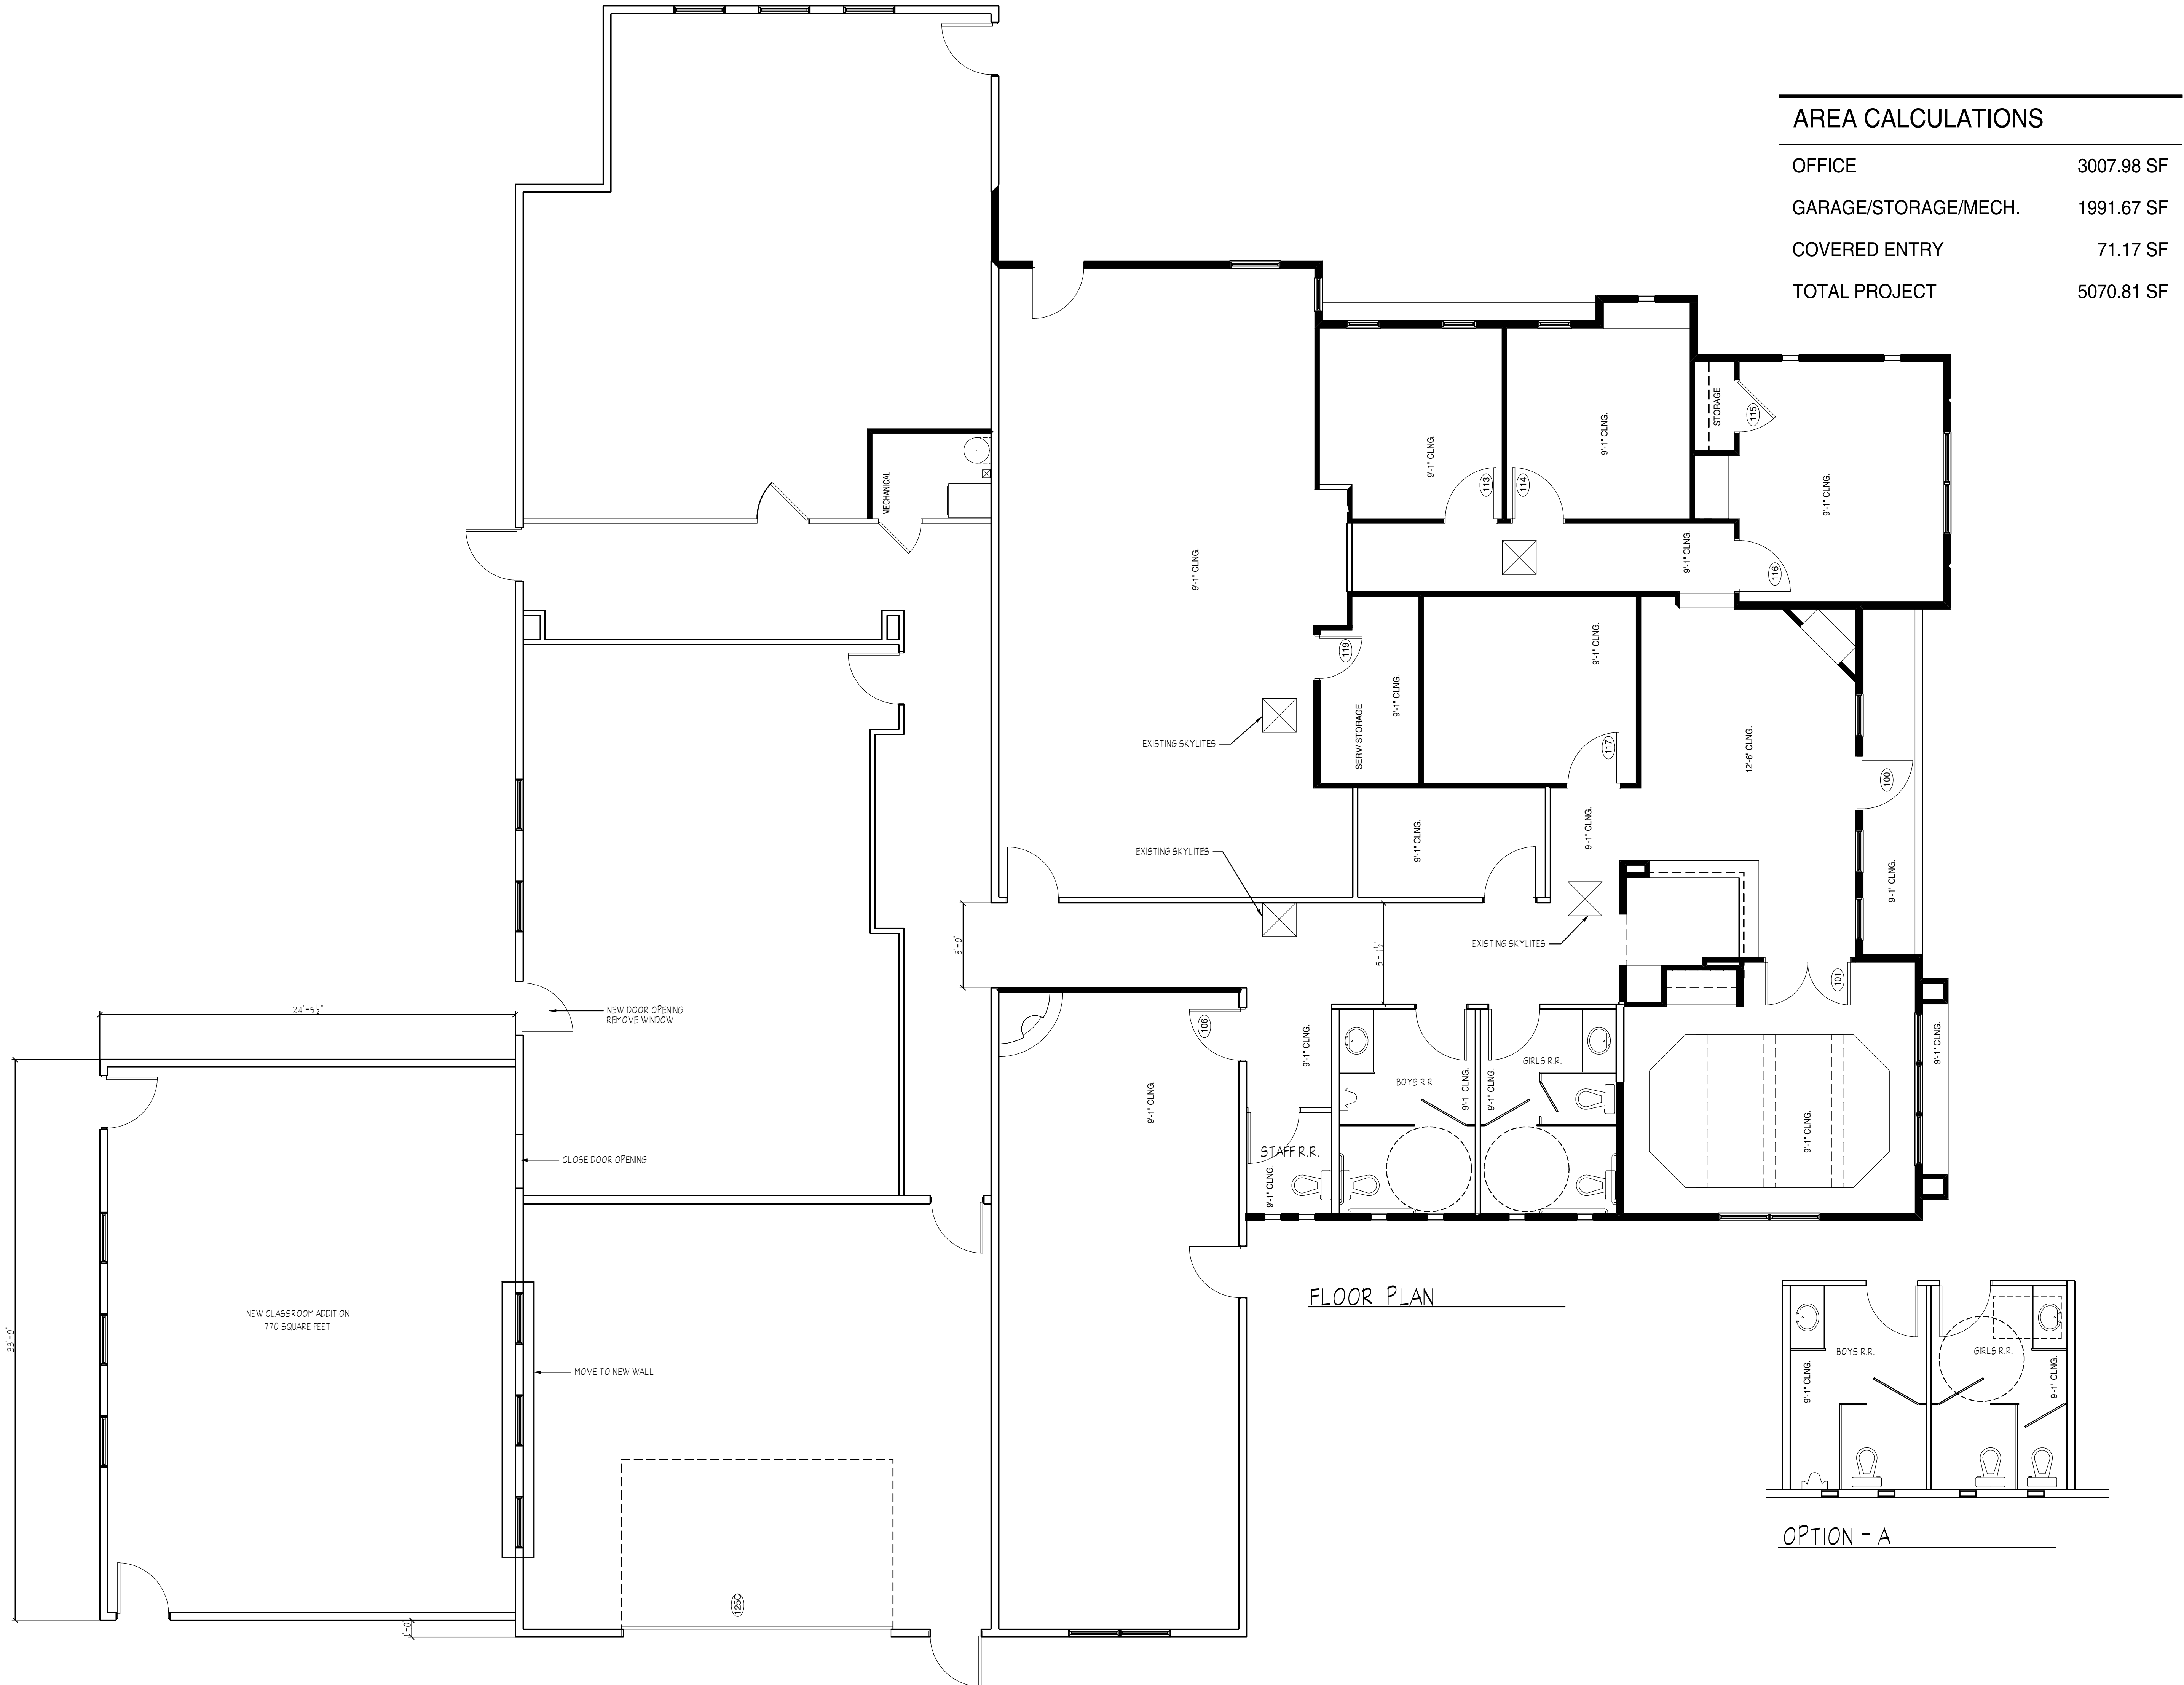 AREA CALCULATIONS
OFFICE 3007.98 SF
GARAGE/STORAGE/MECH. 1991.67 SF
COVERED ENTRY 71.17 SF
TOTAL PROJECT 5070.81 SF
STORAGE
115
9'-1" CLNG.
9'-1" CLNG.
9'-1" CLNG.
MECHANICAL
113
114
9'-1" CLNG.
9'-1" CLNG.
116
119
9'-1" CLNG.
9'-1" CLNG.
SERV/ STORAGE
EXISTING SKYLITES
117
12'-6" CLNG.
100
EXISTING SKYLITES
9'-1" CLNG.
9'-1" CLNG.
9'-1" CLNG.
5'-0"
5'-11½"
EXISTING SKYLITES
101
24'-5½"
NEW DOOR OPENING
REMOVE WINDOW
106
9'-1" CLNG.
9'-1" CLNG.
9'-1" CLNG.
BOYS R.R.
9'-1" CLNG.
9'-1" CLNG.
GIRLS R.R.
9'-1" CLNG.
CLOSE DOOR OPENING
STAFF R.R.
9'-1" CLNG.
FLOOR PLAN
NEW CLASSROOM ADDITION
770 SQUARE FEET
33'-0"
MOVE TO NEW WALL
BOYS R.R.
GIRLS R.R.
9'-1" CLNG.
9'-1" CLNG.
OPTION - A
125C
1'-0"